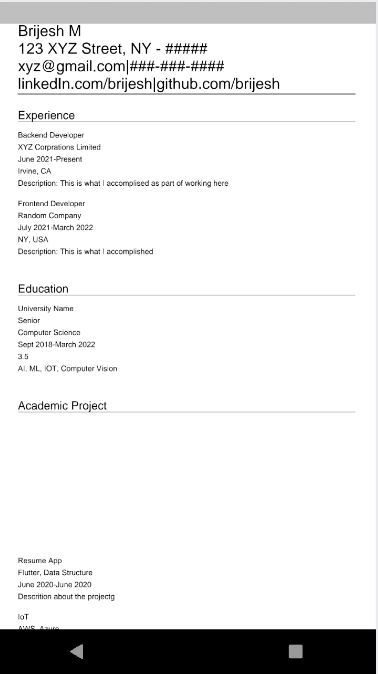 Brijesh M
123 XYZ Street, NY - #####
xyz@gmail.com|###-###-####
linkedIn.com/brijesh|github.com/brijesh
Experience
Backend Developer
XYZ Corprations Limited
June 2021-Present
Irvine, CA
Description: This is what I accomplised as part of working here
Frontend Developer
Random Company
July 2021-March 2022
NY, USA
Description: This is what I accomplished
Education
University Name
Senior
Computer Science
Sept 2018-March 2022
3.5
AI, ML, IOT, Computer Vision
Academic Project
Resume App
Flutter, Data Structure
June 2020-June 2020
Descrition about the projectg
IoT
AWS, Azure